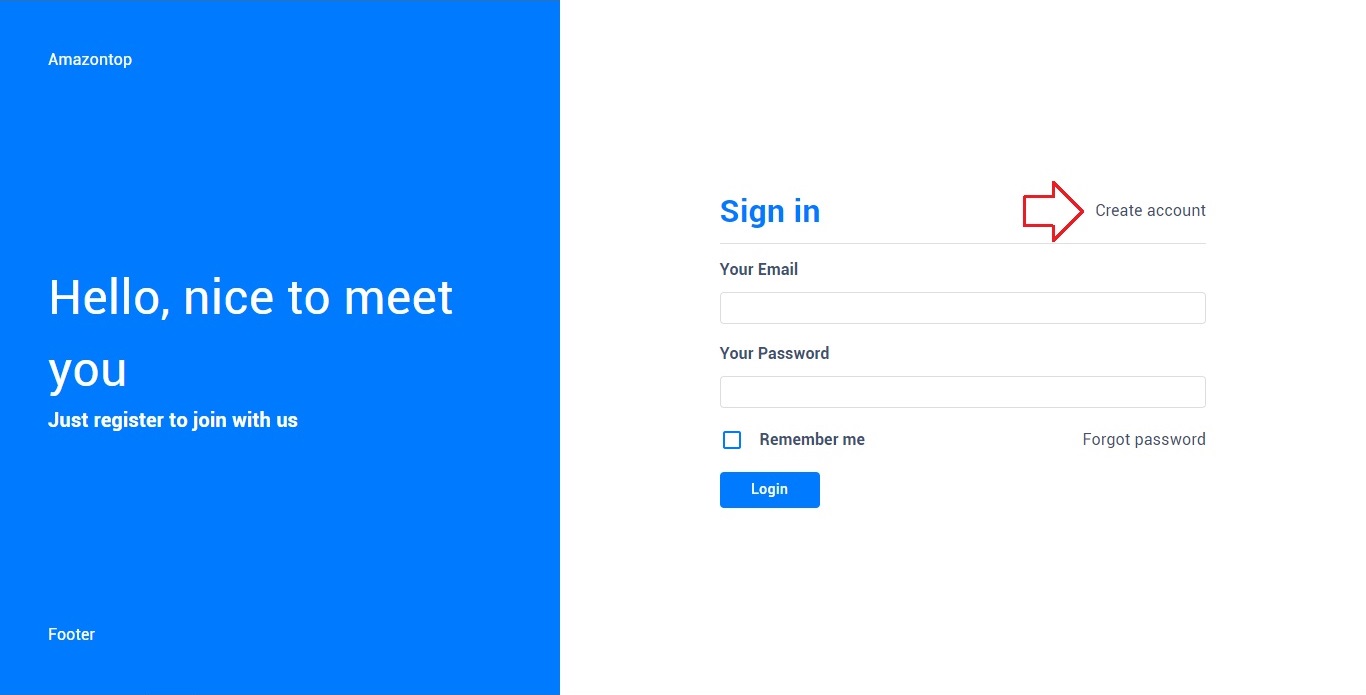 Amazontop
Hello, nice to meet
you
Just register to join with us
Footer
Sign in
Create account
Your Email
Your Password
Remember me
Forgot password
Login